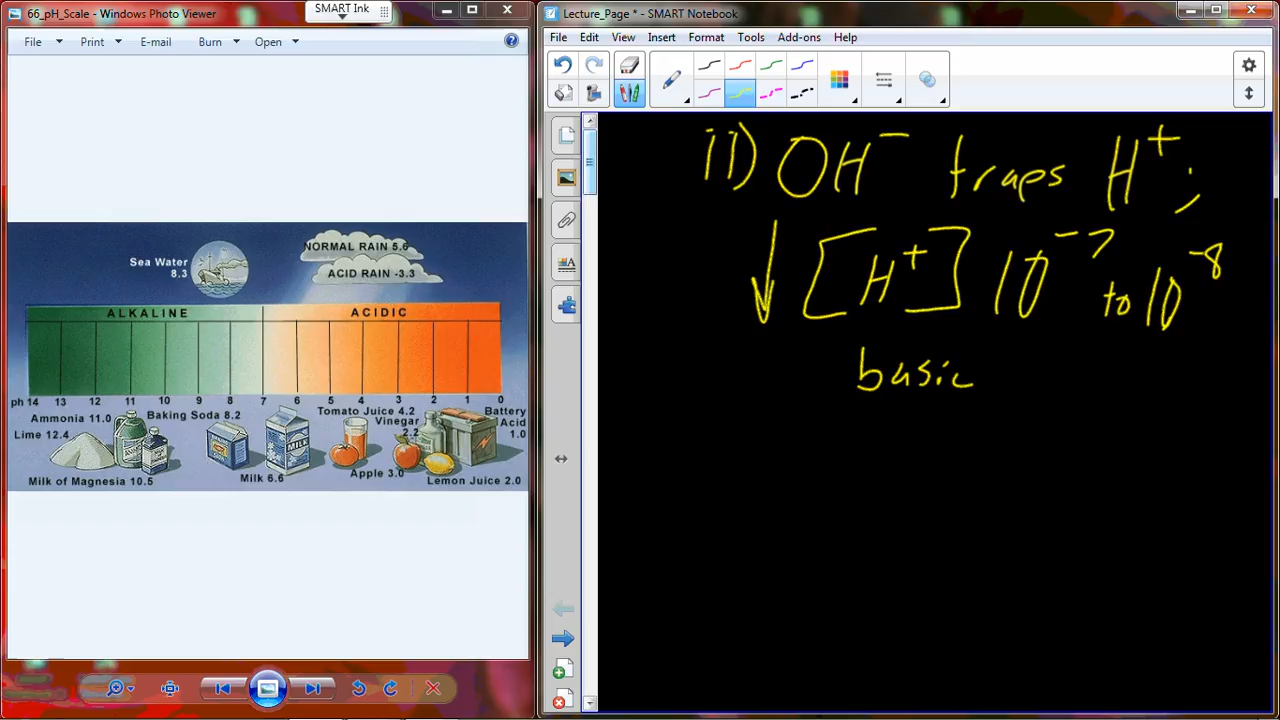 66_pH_Scale - Windows Photo Viewer
SMART Ink
File Print E-mail Burn Open
NORMAL RAIN 5.6
ACID RAIN -3.3
Sea Water
8.3
ALKALINE ACIDIC
ph 14 13 12 11 10 9 8 7 6 5 4 3 2 1 0
Ammonia 11.0
Baking Soda 8.2
Tomato Juice 4.2
Battery
Acid
1.0
Vinegar
2.2
Lime 12.4
MILK
Milk of Magnesia 10.5
Milk 6.6
Apple 3.0
Lemon Juice 2.0
Lecture_Page * - SMART Notebook
File Edit View Insert Format Tools Add-ons Help
ii) OH⁻ traps H⁺;
↓ [H⁺] 10⁻⁷ to 10⁻⁸
basic